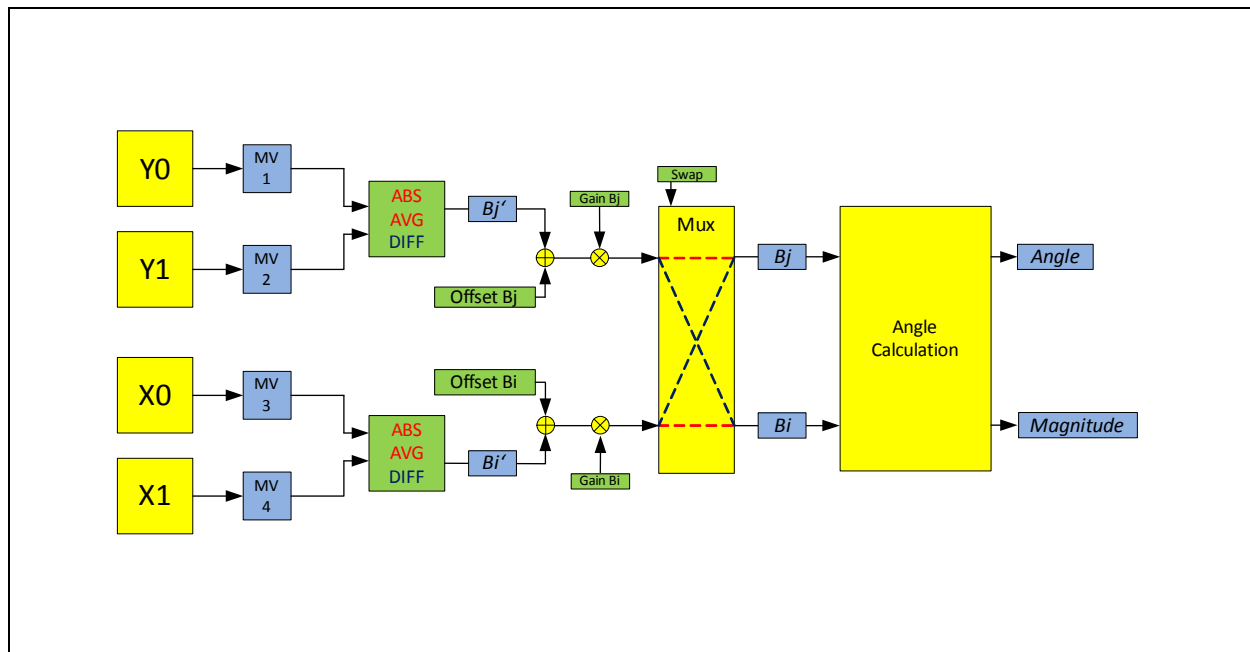 Y0
MV
1
Y1
MV
2
ABS
AVG
DIFF
Bj‘
Offset Bj
Gain Bj
Swap
Mux
Bj
Angle
Calculation
Angle
X0
MV
3
X1
MV
4
ABS
AVG
DIFF
Bi‘
Offset Bi
Gain Bi
Bi
Magnitude